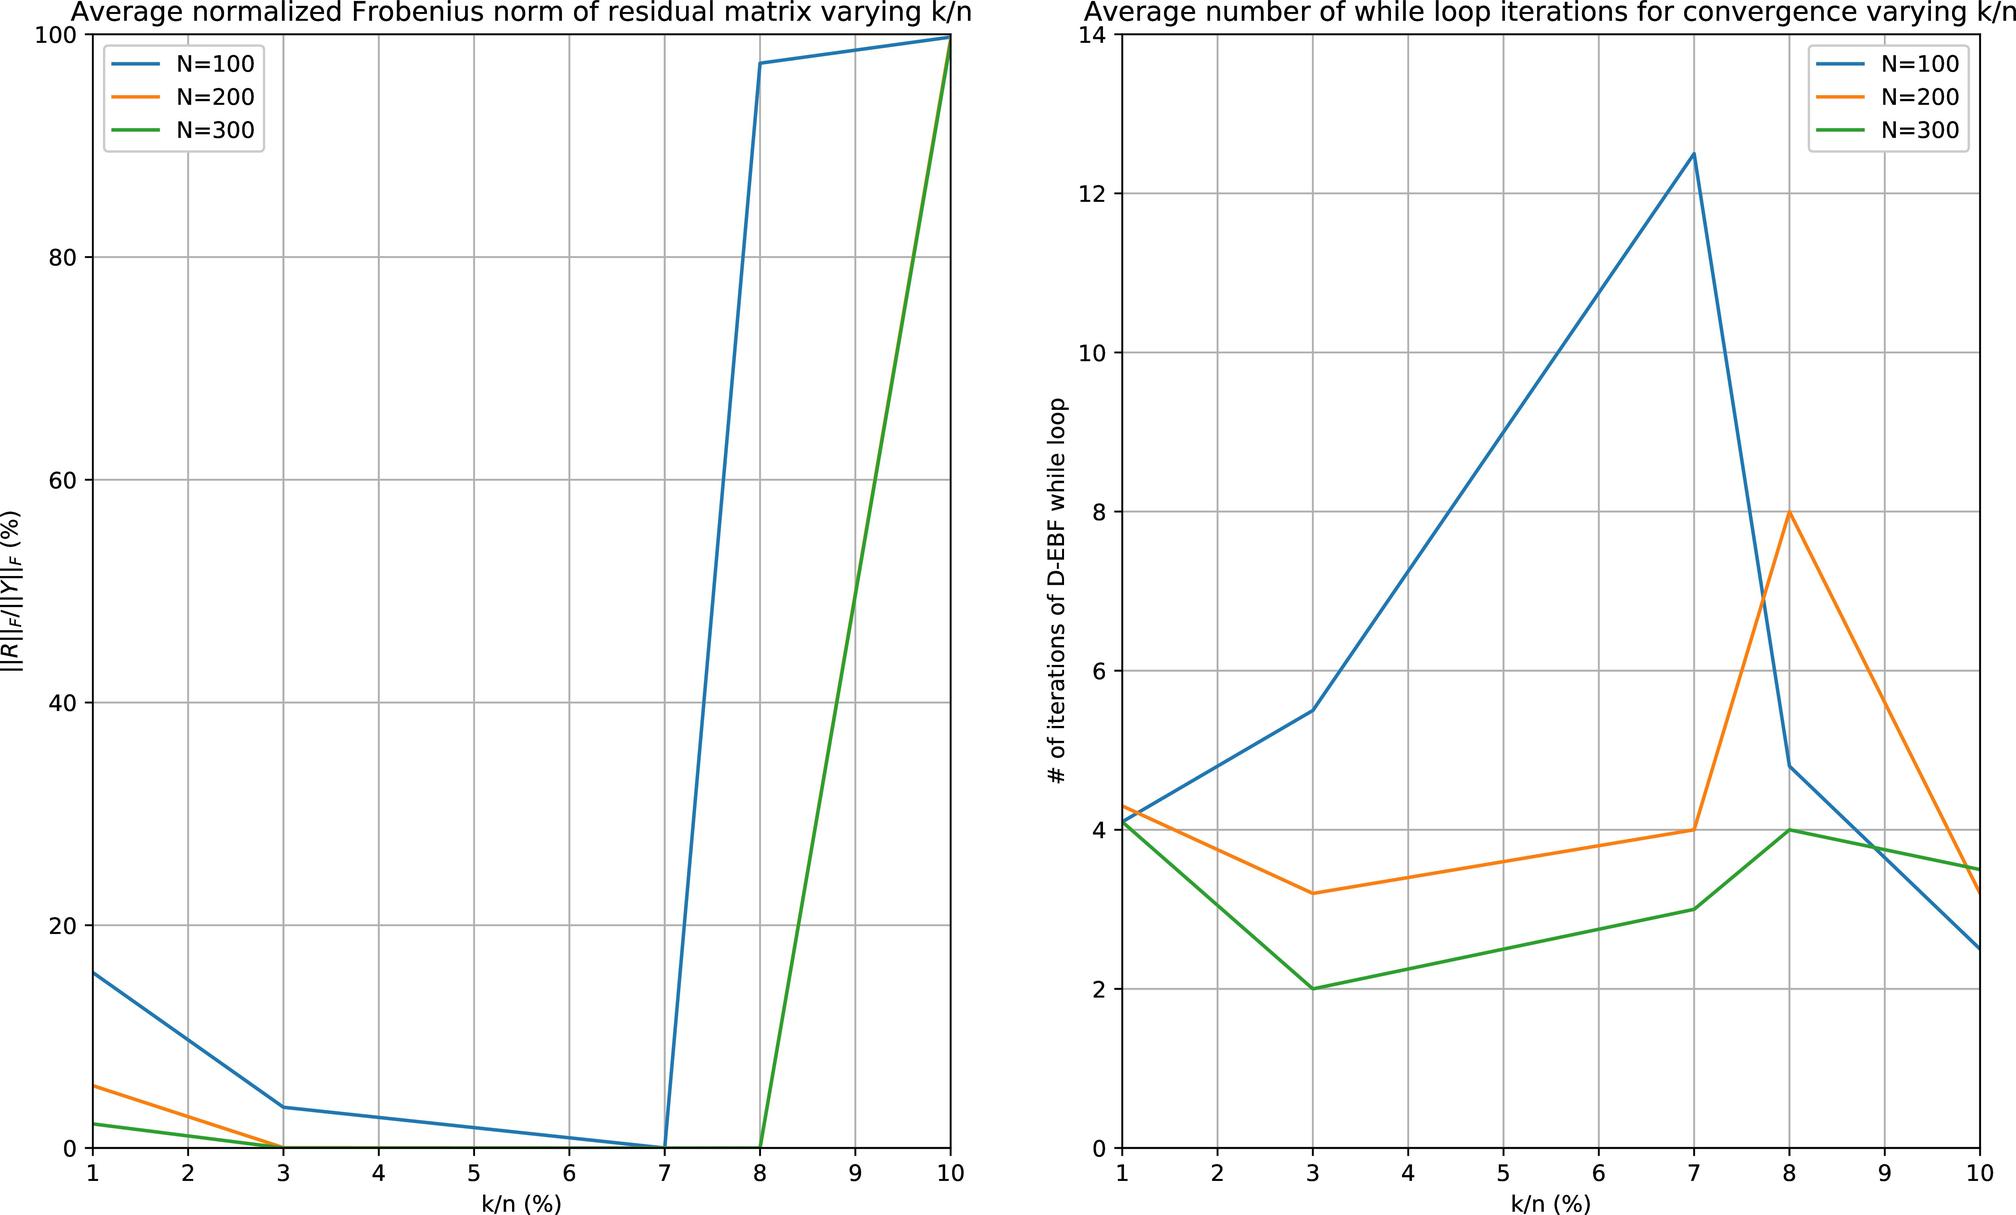 Average normalized Frobenius norm of residual matrix varying k/n
100
80
60
40
20
0
||R||F/||Y||F (%)
N=100
N=200
N=300
1 2 3 4 5 6 7 8 9 10
k/n (%)
Average number of while loop iterations for convergence varying k/n
14
12
10
8
6
4
2
0
# of iterations of D-EBF while loop
N=100
N=200
N=300
1 2 3 4 5 6 7 8 9 10
k/n (%)